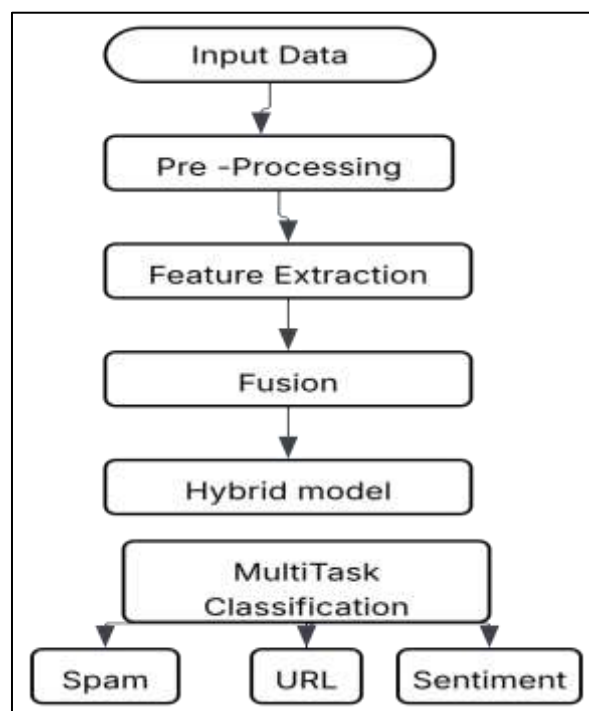 Input Data
Pre -Processing
Feature Extraction
Fusion
Hybrid model
MultiTask
Classification
Spam
URL
Sentiment